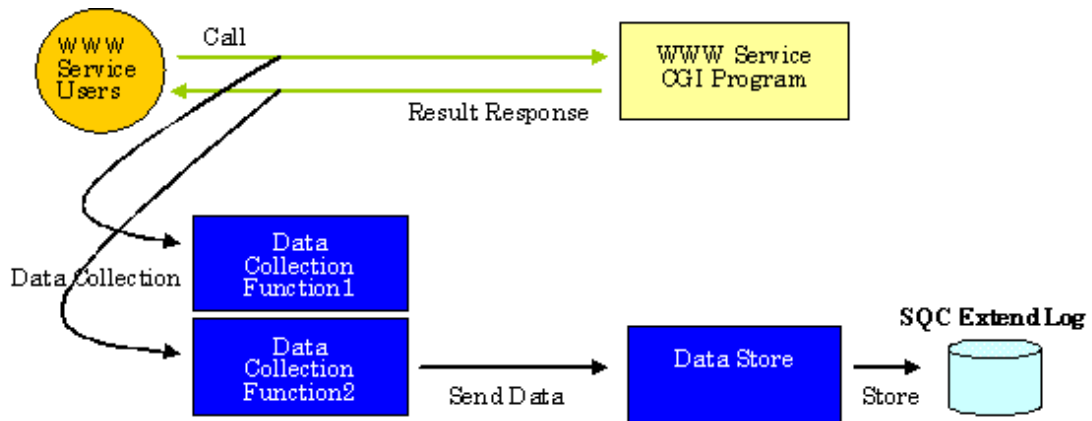 WWW
Service
Users
Call
WWW Service
CGI Program
Result Response
Data
Collection
Function1
Data Collection
Data
Collection
Function2
Send Data
Data Store
SQC Extend Log
Store